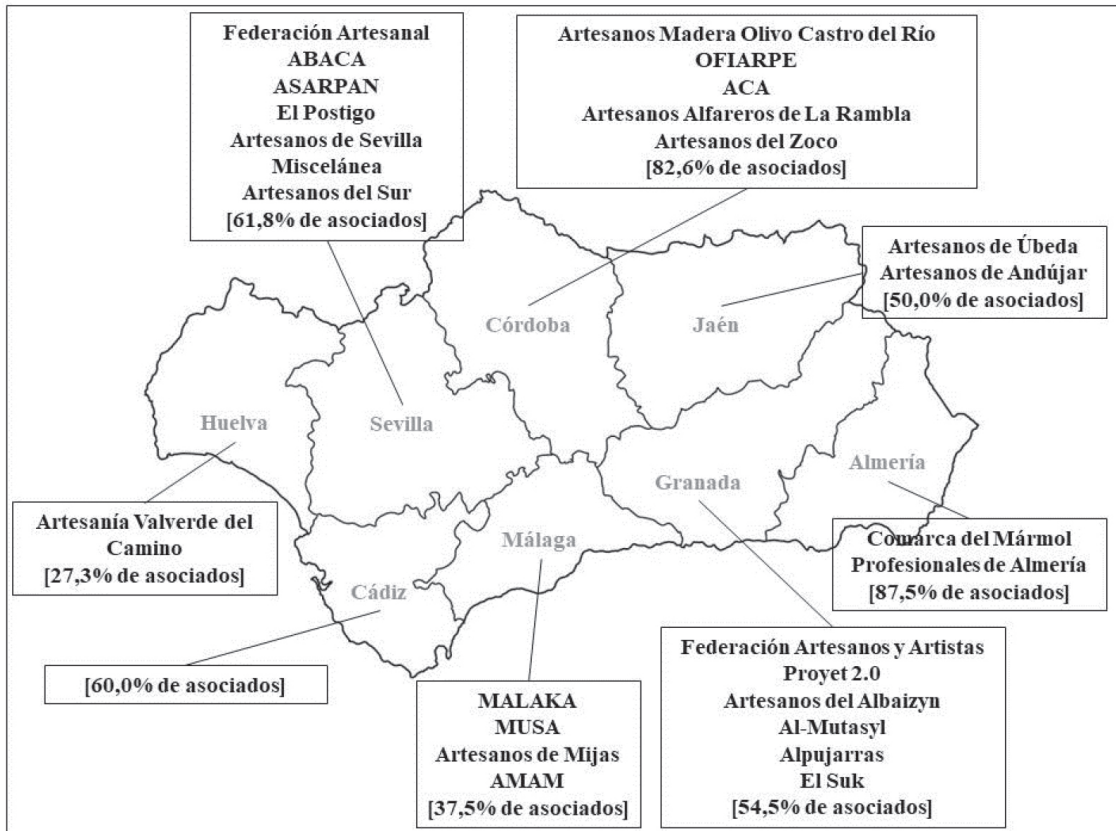 Federación Artesanal
ABACA
ASARPAN
El Postigo
Artesanos de Sevilla
Miscelánea
Artesanos del Sur
[61,8% de asociados]
Artesanos Madera Olivo Castro del Río
OFIARPE
ACA
Artesanos Alfareros de La Rambla
Artesanos del Zoco
[82,6% de asociados]
Artesanos de Úbeda
Artesanos de Andújar
[50,0% de asociados]
Córdoba
Jaén
Huelva
Sevilla
Almería
Granada
Málaga
Cádiz
Artesanía Valverde del
Camino
[27,3% de asociados]
Comarca del Mármol
Profesionales de Almería
[87,5% de asociados]
[60,0% de asociados]
MALAKA
MUSA
Artesanos de Mijas
AMAM
[37,5% de asociados]
Federación Artesanos y Artistas
Proyet 2.0
Artesanos del Albaizyn
Al-Mutasyl
Alpujarras
El Suk
[54,5% de asociados]